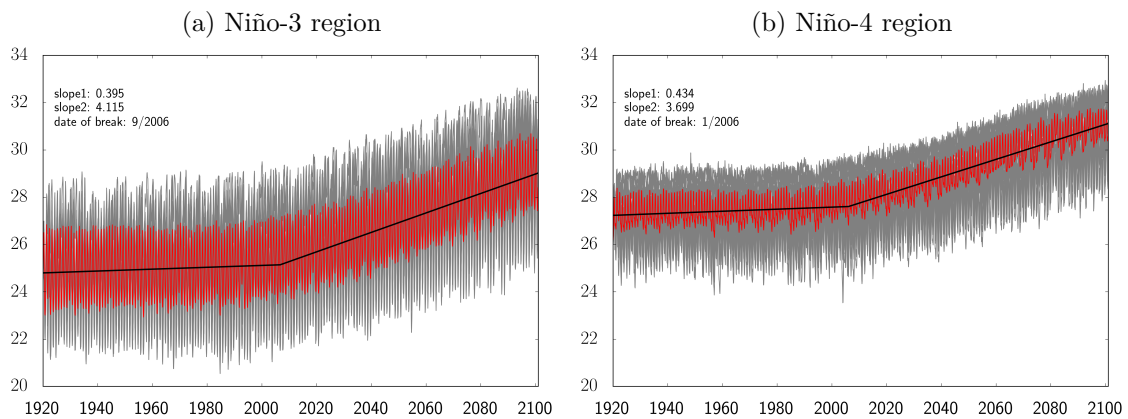 (a) Niño-3 region
34
32
30
28
26
24
22
20
slope1: 0.395
slope2: 4.115
date of break: 9/2006
1920 1940 1960 1980 2000 2020 2040 2060 2080 2100
(b) Niño-4 region
34
32
30
28
26
24
22
20
slope1: 0.434
slope2: 3.699
date of break: 1/2006
1920 1940 1960 1980 2000 2020 2040 2060 2080 2100